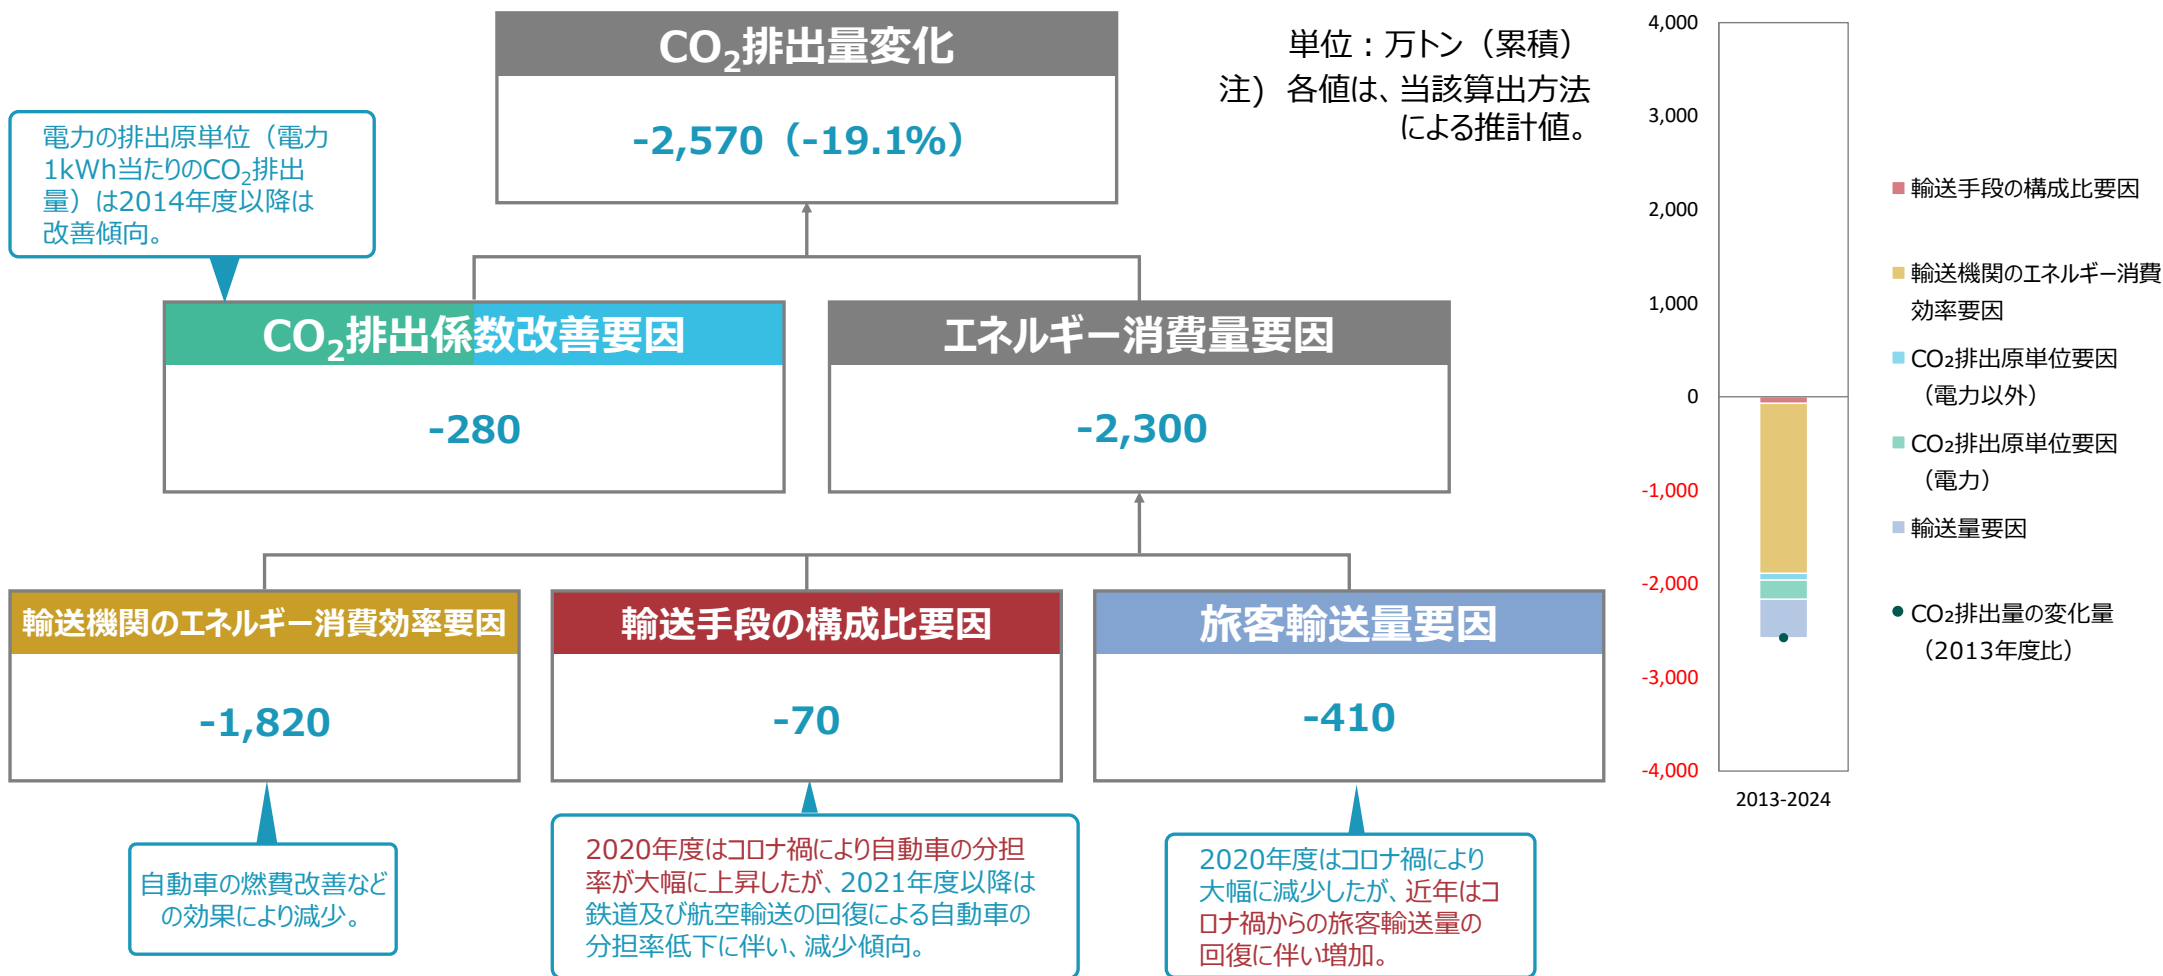 CO₂排出量変化
-2,570（-19.1%）
単位：万トン（累積）
注) 各値は、当該算出方法
による推計値。
電力の排出原単位（電力
1kWh当たりのCO₂排出
量）は2014年度以降は
改善傾向。
CO₂排出係数改善要因
-280
エネルギー消費量要因
-2,300
輸送機関のエネルギー消費効率要因
-1,820
輸送手段の構成比要因
-70
旅客輸送量要因
-410
自動車の燃費改善など
の効果により減少。
2020年度はコロナ禍により自動車の分担
率が大幅に上昇したが、2021年度以降は
鉄道及び航空輸送の回復による自動車の
分担率低下に伴い、減少傾向。
2020年度はコロナ禍により
大幅に減少したが、近年はコ
ロナ禍からの旅客輸送量の
回復に伴い増加。
4,000
3,000
2,000
1,000
0
-1,000
-2,000
-3,000
-4,000
2013-2024
輸送手段の構成比要因
輸送機関のエネルギー消費
効率要因
CO₂排出原単位要因
（電力以外）
CO₂排出原単位要因
（電力）
輸送量要因
CO₂排出量の変化量
（2013年度比）